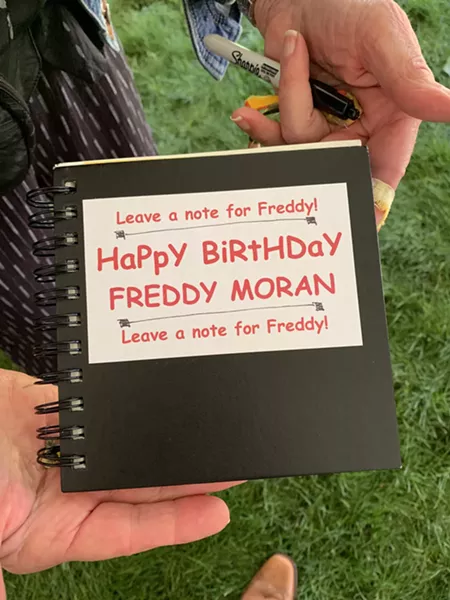 Sharpie
Leave a note for Freddy!
HaPpY BiRtHDaY
FREDDY MORAN
Leave a note for Freddy!